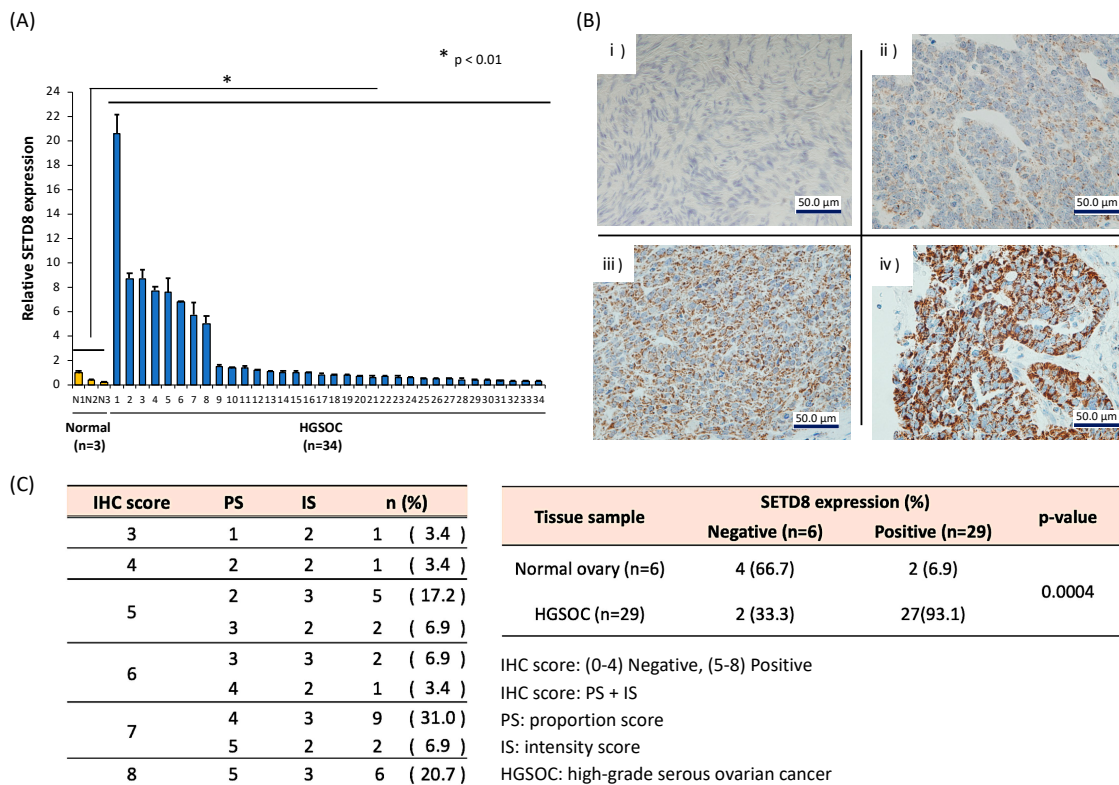 (A)
* p < 0.01
*
Relative SETD8 expression
24
22
20
18
16
14
12
10
8
6
4
2
0
N1 N2 N3 1 2 3 4 5 6 7 8 9 10 11 12 13 14 15 16 17 18 19 20 21 22 23 24 25 26 27 28 29 30 31 32 33 34
Normal HGSOC
(n=3) (n=34)
(B)
i )
50.0 µm
ii )
50.0 µm
iii )
50.0 µm
iv )
50.0 µm
(C)
IHC score PS IS n (%)
3 1 2 1 ( 3.4 )
4 2 2 1 ( 3.4 )
5 2 3 5 ( 17.2 )
3 2 2 ( 6.9 )
6 3 3 2 ( 6.9 )
4 2 1 ( 3.4 )
7 4 3 9 ( 31.0 )
5 2 2 ( 6.9 )
8 5 3 6 ( 20.7 )
Tissue sample SETD8 expression (%) p-value
Negative (n=6) Positive (n=29)
Normal ovary (n=6) 4 (66.7) 2 (6.9) 0.0004
HGSOC (n=29) 2 (33.3) 27(93.1)
IHC score: (0-4) Negative, (5-8) Positive
IHC score: PS + IS
PS: proportion score
IS: intensity score
HGSOC: high-grade serous ovarian cancer